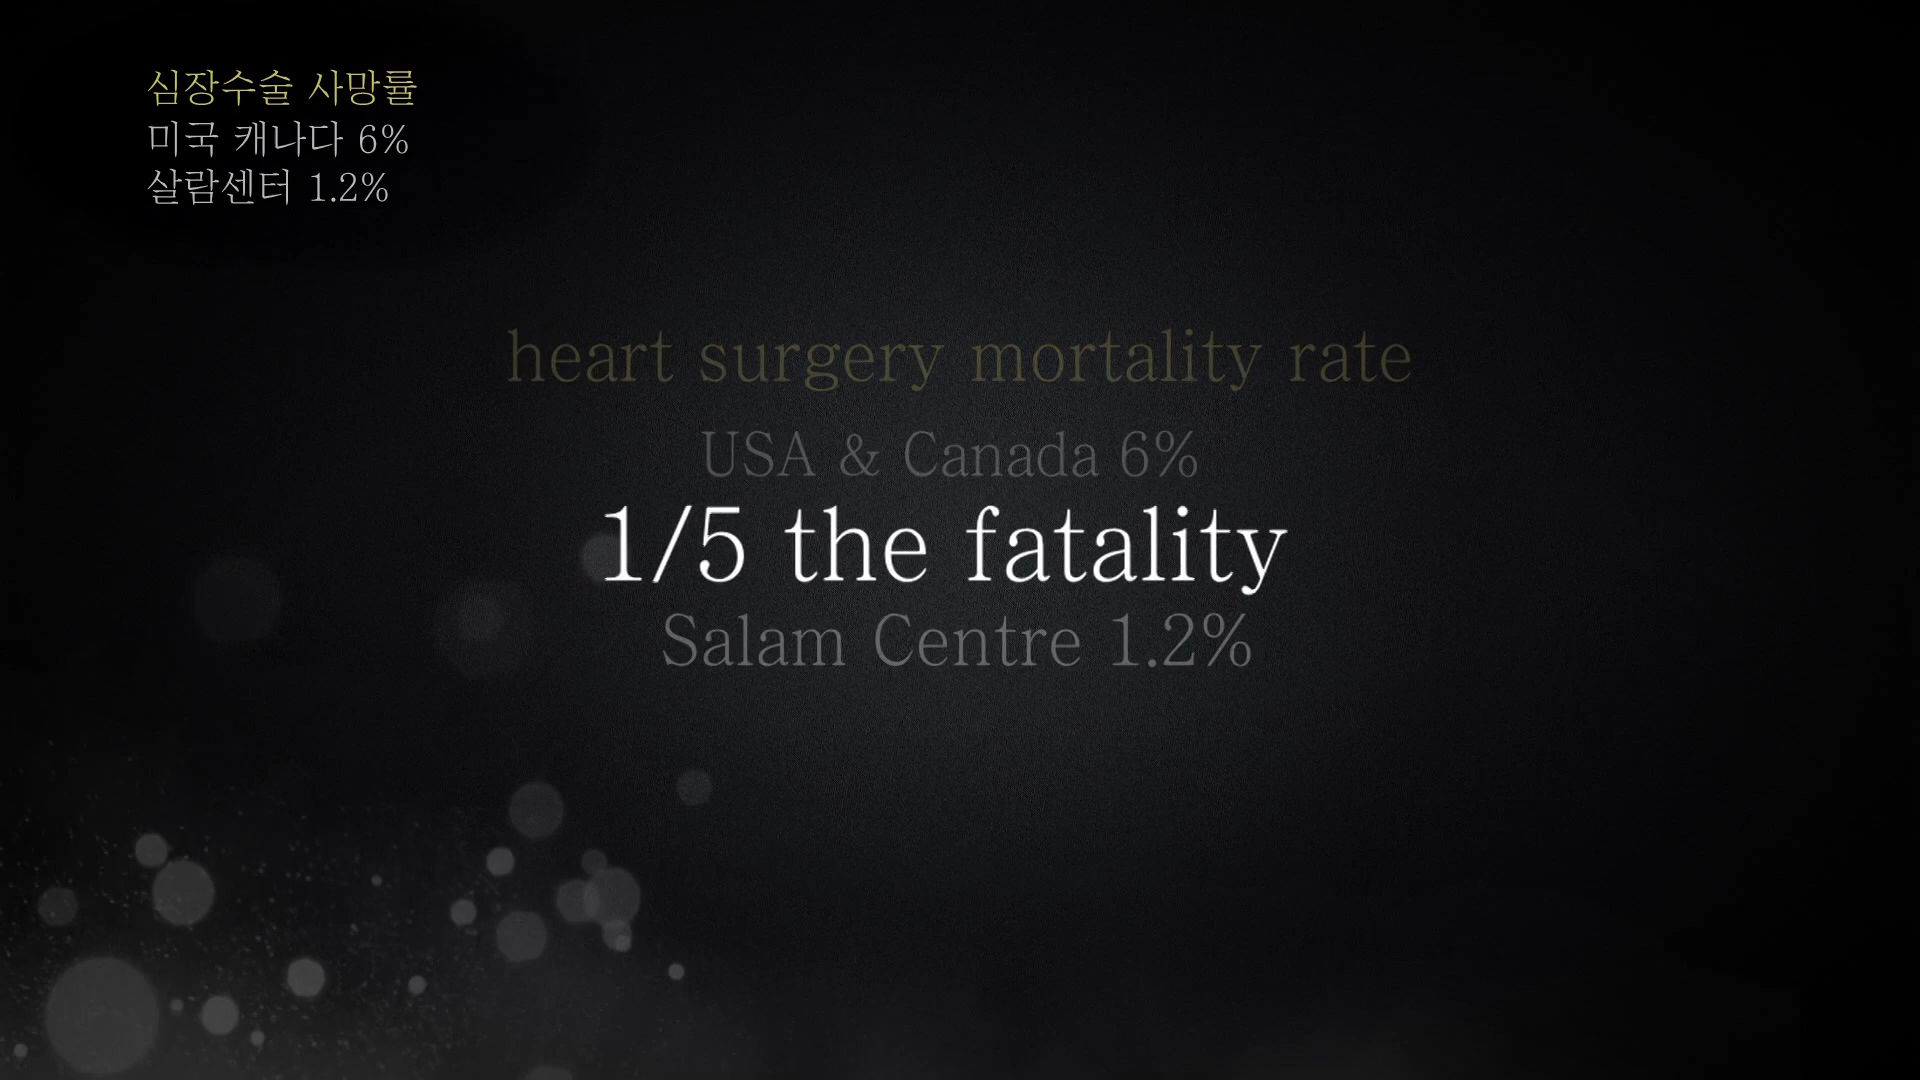 심장수술 사망률
미국 캐나다 6%
살람센터 1.2%
heart surgery mortality rate
USA & Canada 6%
1/5 the fatality
Salam Centre 1.2%